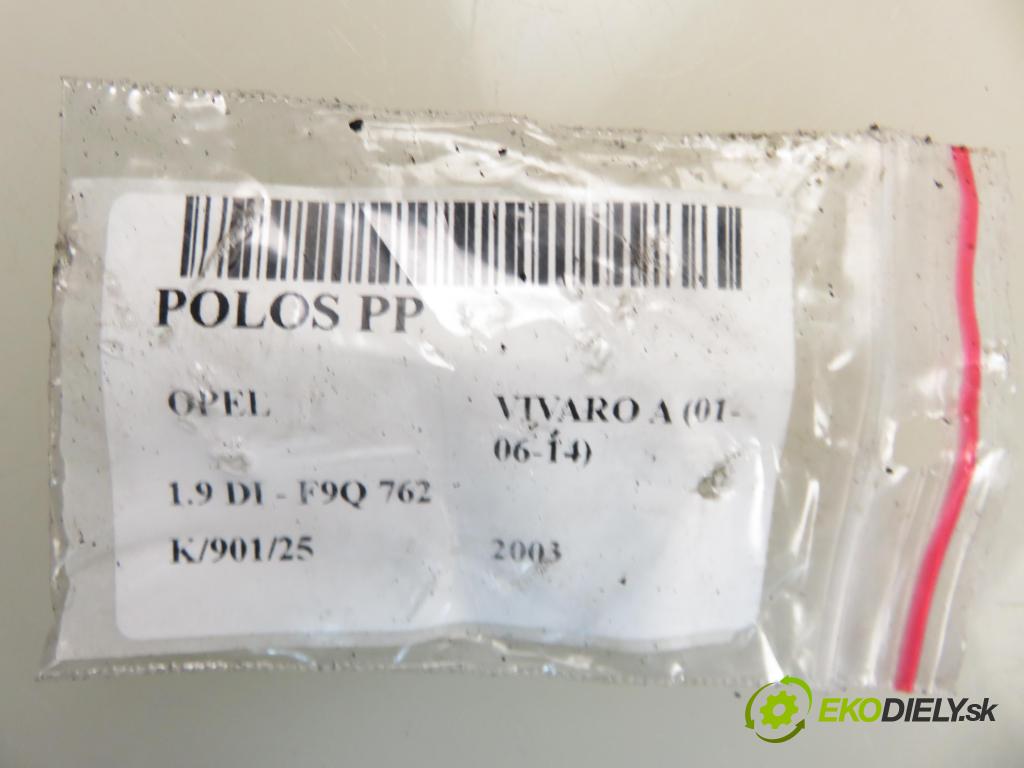 POLOS PP
OPEL
VIVARO A (01-
06-14)
1.9 DI - F9Q 762
K/901/25
2003
EKODIELY.sk